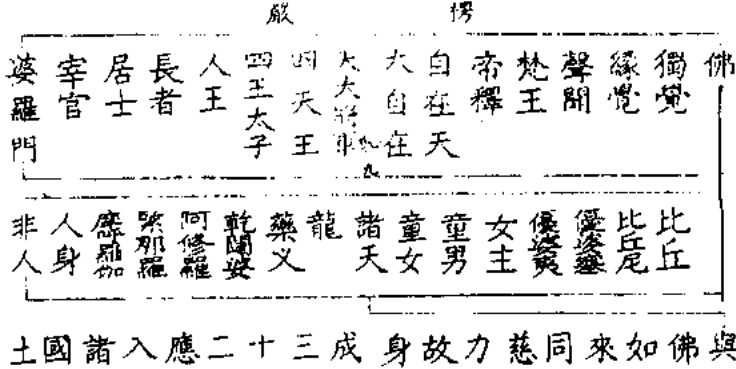 楞嚴
佛
獨覺
緣覺
聲聞
梵王
帝釋
自在天
大自在
天大將軍
四天王
四王太子
人王
長者
居士
宰官
婆羅門
比丘
比丘尼
優婆塞
優婆夷
女主
童男
童女
諸天
龍
藥叉
乾闥婆
阿修羅
緊那羅
摩羅伽
人身
非人
與佛如來同慈力故身成三十二應入諸國土